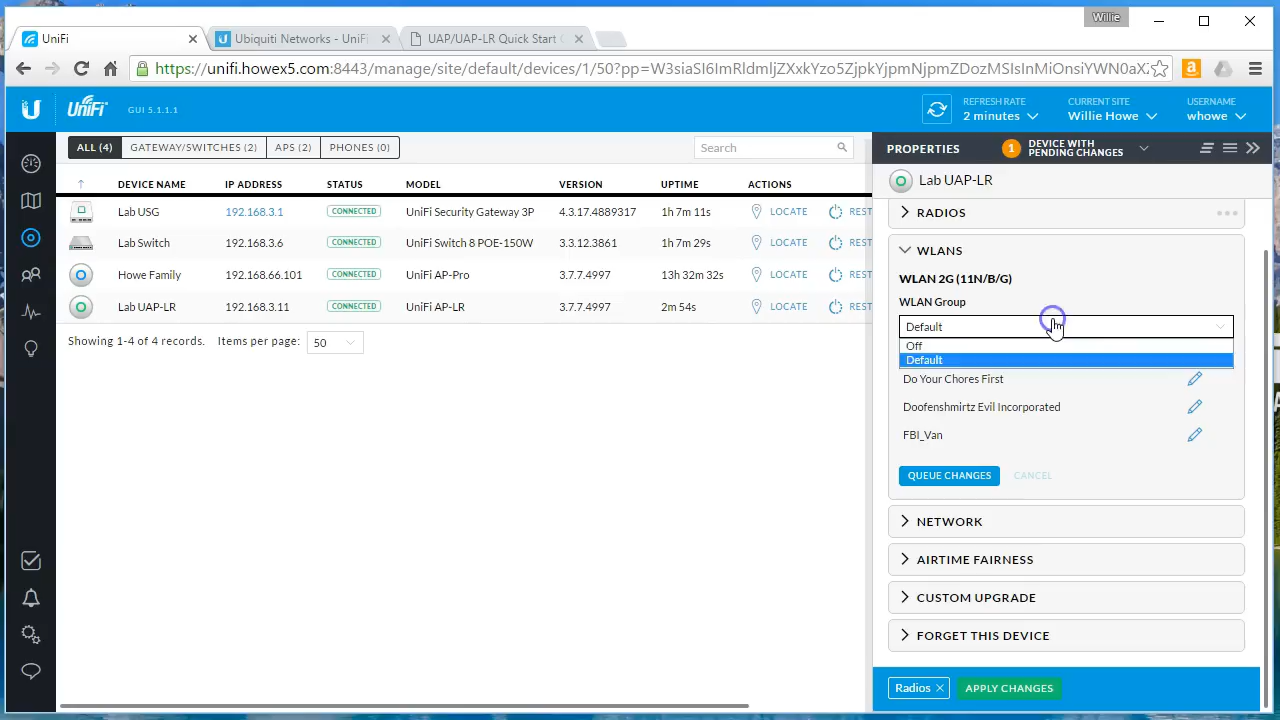 Willie
UniFi
Ubiquiti Networks - UniFi
UAP/UAP-LR Quick Start
https://unifi.howex5.com:8443/manage/site/default/devices/1/50?pp=
UniFi
GUI 5.1.1.1
REFRESH RATE
2 minutes
CURRENT SITE
Willie Howe
USERNAME
whowe
ALL (4)
GATEWAY/SWITCHES (2)
APS (2)
PHONES (0)
Search
DEVICE NAME IP ADDRESS STATUS MODEL VERSION UPTIME ACTIONS
Lab USG 192.168.3.1 CONNECTED UniFi Security Gateway 3P 4.3.17.4889317 1h 7m 11s LOCATE REST
Lab Switch 192.168.3.6 CONNECTED UniFi Switch 8 POE-150W 3.3.12.3861 1h 7m 29s LOCATE REST
Howe Family 192.168.66.101 CONNECTED UniFi AP-Pro 3.7.7.4997 13h 32m 32s LOCATE REST
Lab UAP-LR 192.168.3.11 CONNECTED UniFi AP-LR 3.7.7.4997 2m 54s LOCATE REST
Showing 1-4 of 4 records. Items per page: 50
PROPERTIES
1
DEVICE WITH
PENDING CHANGES
Lab UAP-LR
RADIOS
WLANS
WLAN 2G (11N/B/G)
WLAN Group
Default
Off
Default
Do Your Chores First
Doofenshmirtz Evil Incorporated
FBI_Van
QUEUE CHANGES CANCEL
NETWORK
AIRTIME FAIRNESS
CUSTOM UPGRADE
FORGET THIS DEVICE
Radios × APPLY CHANGES